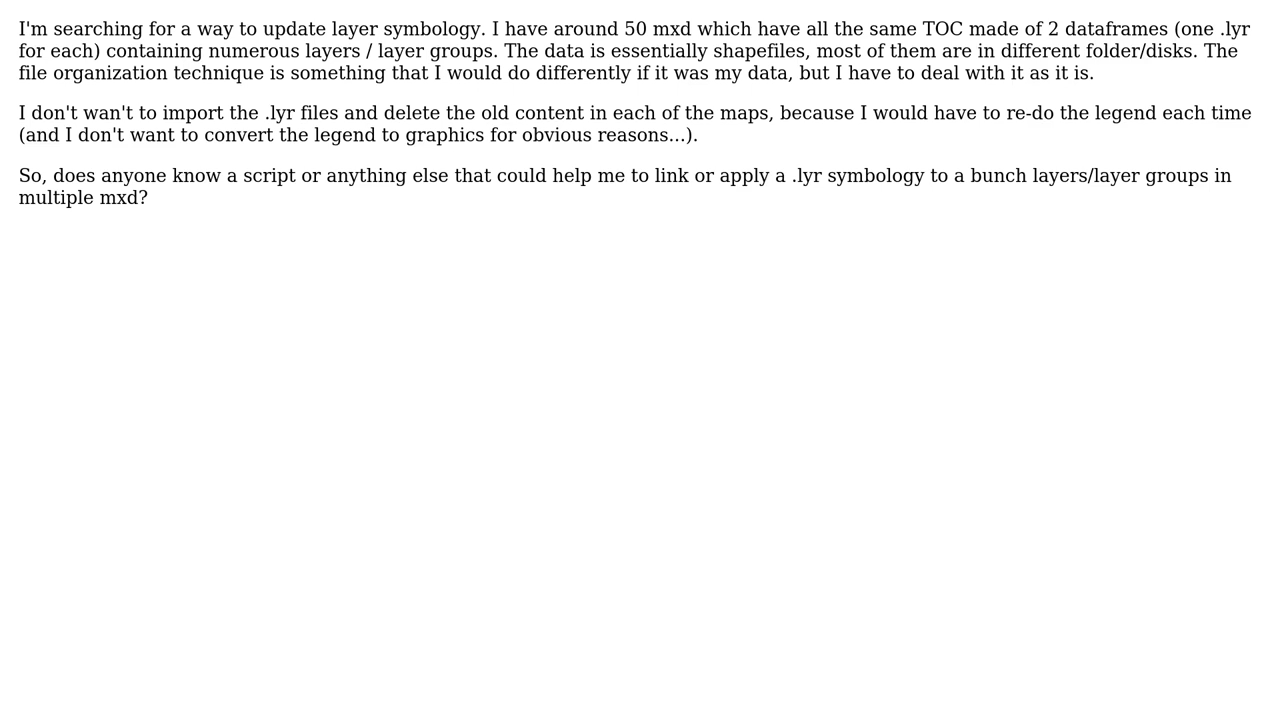 I'm searching for a way to update layer symbology. I have around 50 mxd which have all the same TOC made of 2 dataframes (one .lyr
for each) containing numerous layers / layer groups. The data is essentially shapefiles, most of them are in different folder/disks. The
file organization technique is something that I would do differently if it was my data, but I have to deal with it as it is.
I don't wan't to import the .lyr files and delete the old content in each of the maps, because I would have to re-do the legend each time
(and I don't want to convert the legend to graphics for obvious reasons...).
So, does anyone know a script or anything else that could help me to link or apply a .lyr symbology to a bunch layers/layer groups in
multiple mxd?